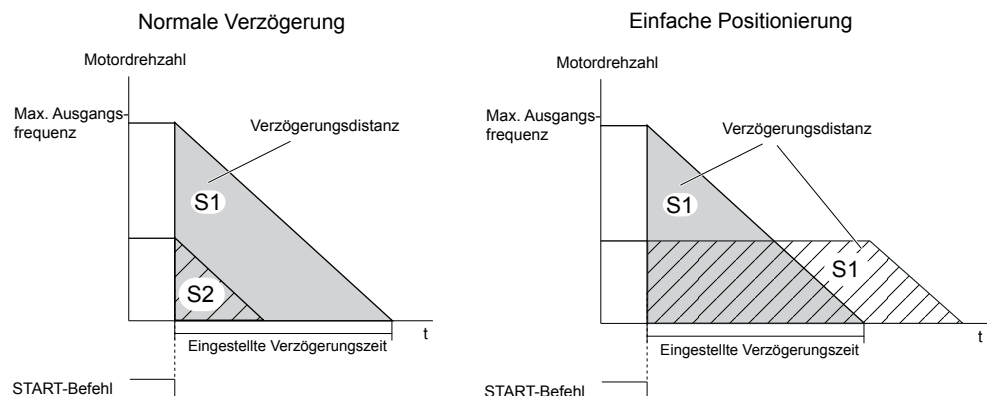 Normale Verzögerung
Motordrehzahl
Max. Ausgangs-
frequenz
Verzögerungsdistanz
S1
S2
t
Eingestellte Verzögerungszeit
START-Befehl
Einfache Positionierung
Motordrehzahl
Max. Ausgangs-
frequenz
Verzögerungsdistanz
S1
S1
t
Eingestellte Verzögerungszeit
START-Befehl